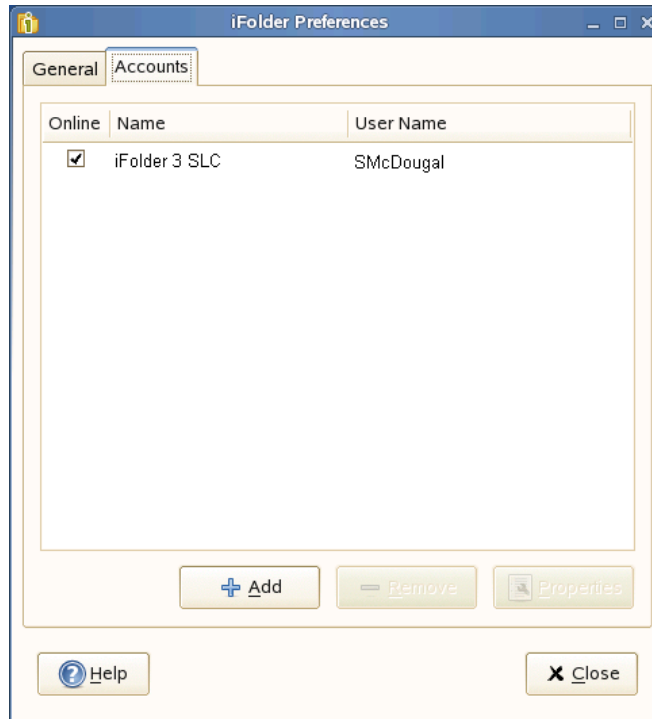 iFolder Preferences
General Accounts
Online Name User Name
iFolder 3 SLC SMcDougal
Add Remove Properties
Help Close